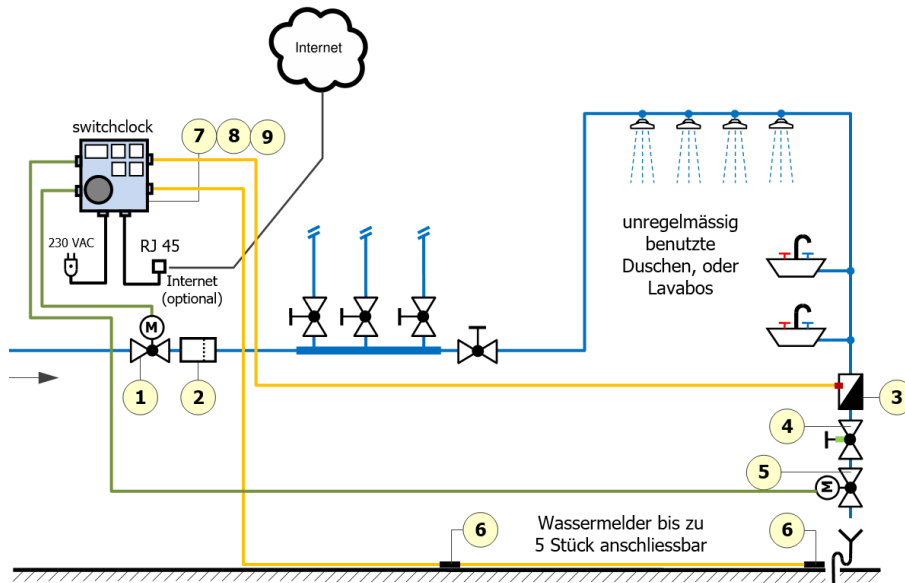 Internet
switchclock
7 8 9
230 VAC
RJ 45
Internet
(optional)
unregelmässig
benutzte
Duschen, oder
Lavabos
M
1
2
3
4
5
M
6
Wassermelder bis zu
5 Stück anschliessbar
6